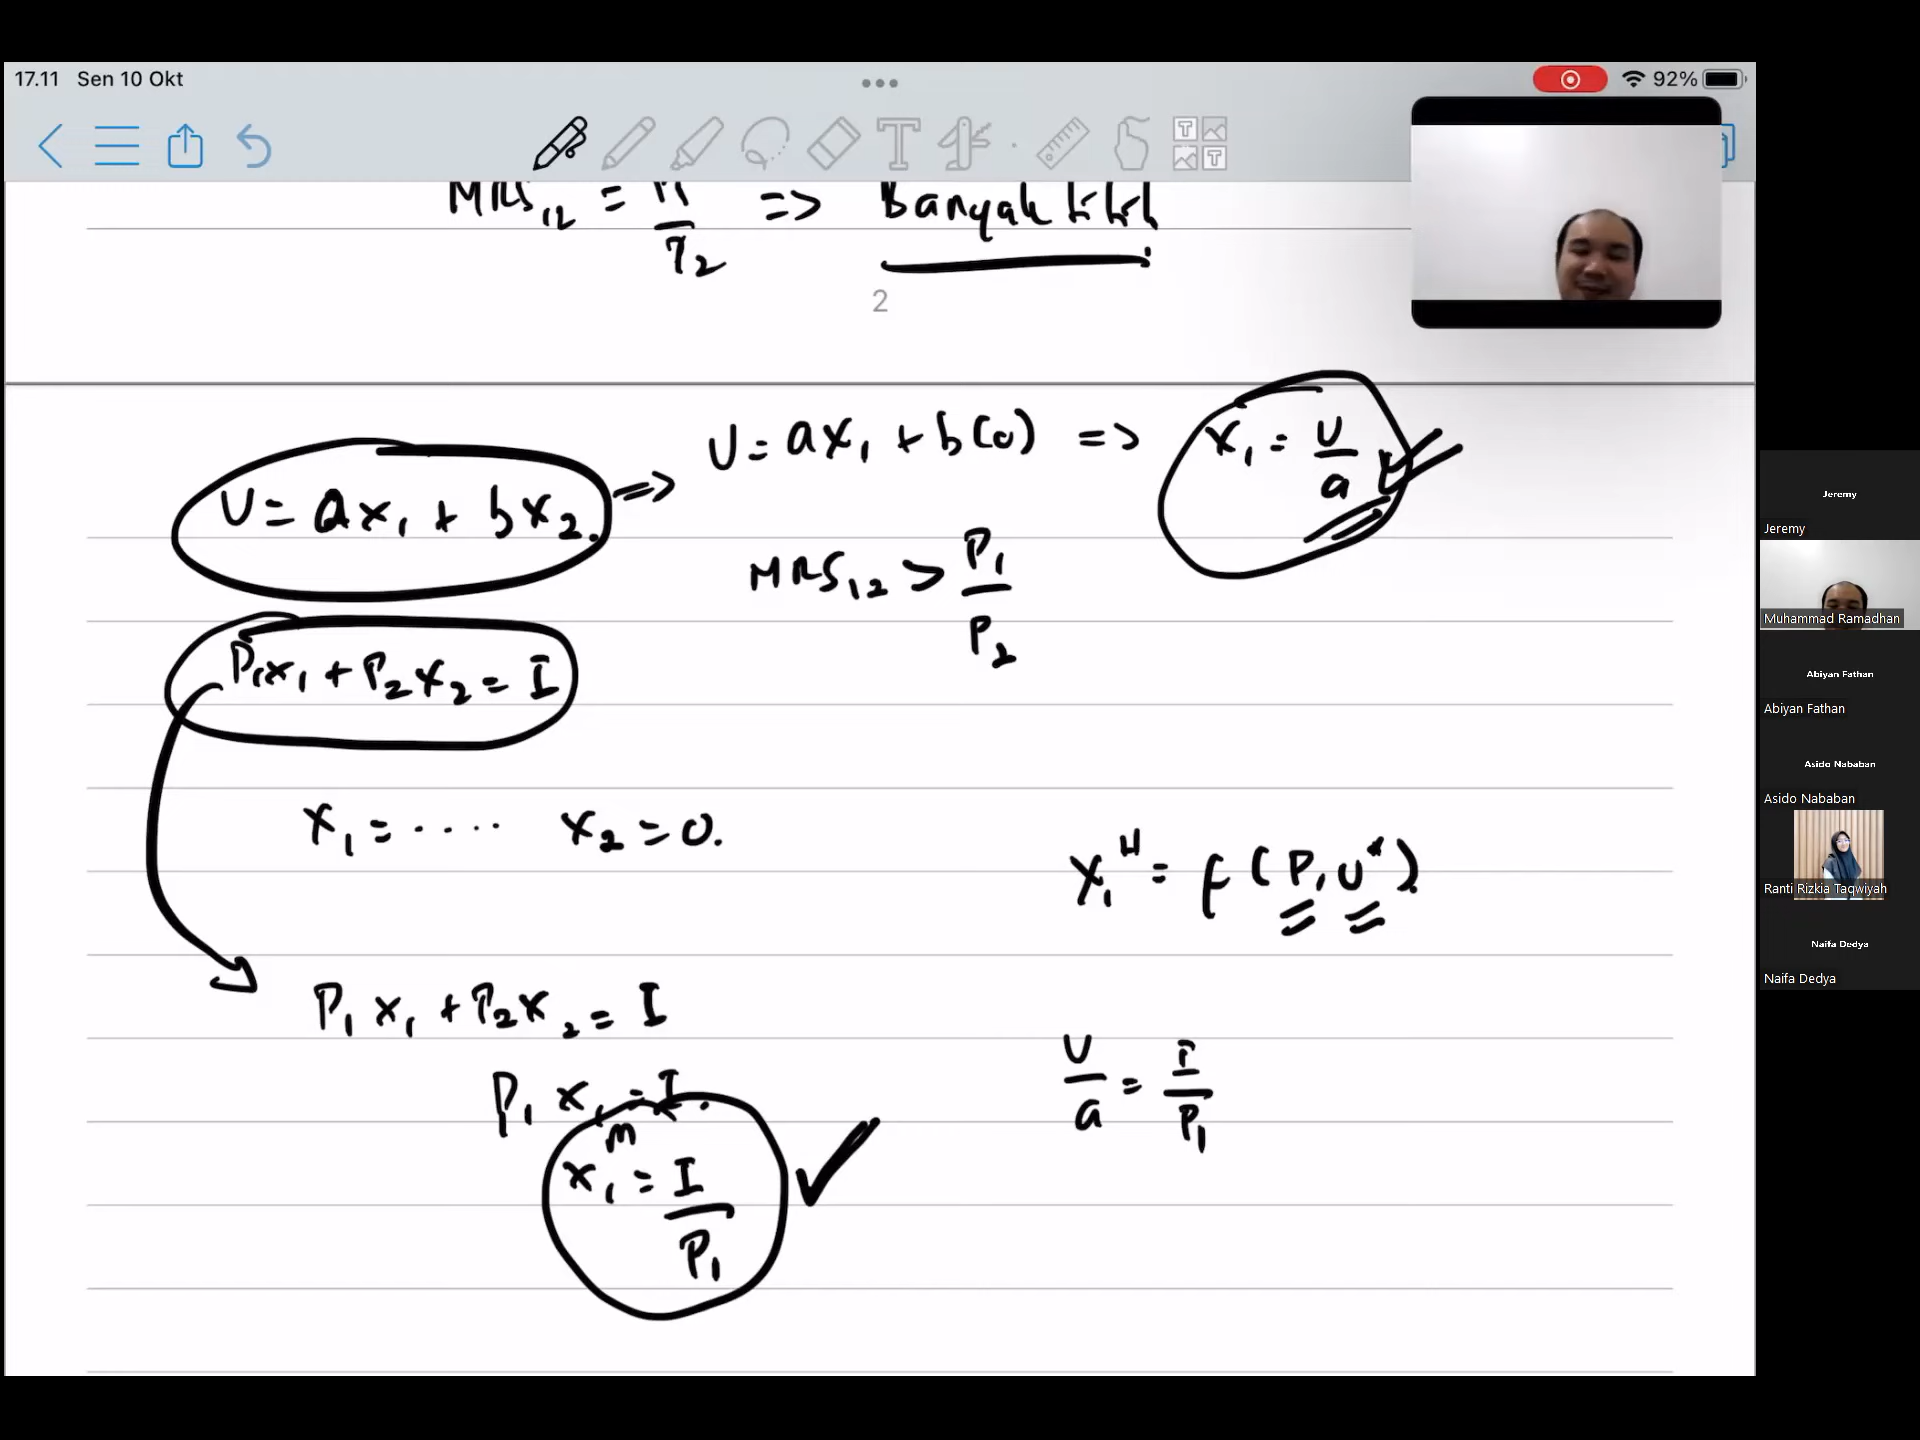 17.11 Sen 10 Okt
92%
MRS₁₂ = P₁/P₂ => Banyak titik
2
U = ax₁ + bx₂. => U = ax₁ + b(0) => x₁ = U/a
MRS₁₂ > P₁/P₂
P₁x₁ + P₂x₂ = I
x₁ = ..... x₂ = 0.
x₁ᴴ = f(P, U*)
P₁x₁ + P₂x₂ = I
P₁x₁ = I.
x₁ᵐ = I/P₁
U/a = I/P₁
Jeremy
Jeremy
Muhammad Ramadhan
Abiyan Fathan
Abiyan Fathan
Asido Nababan
Asido Nababan
Ranti Rizkia Taqwiyah
Naifa Dedya
Naifa Dedya